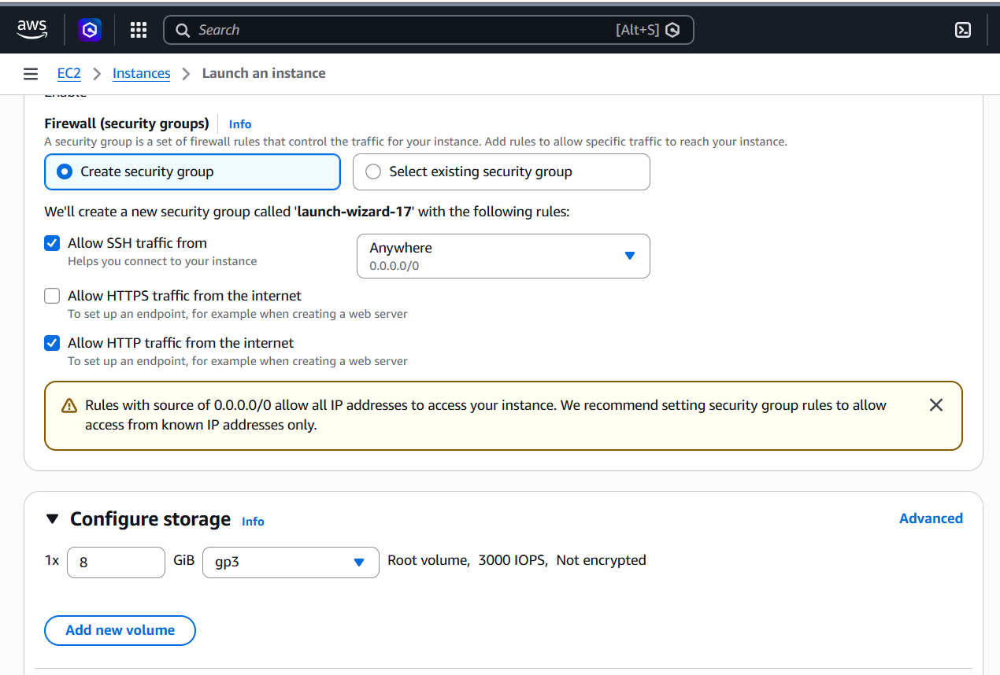 aws
Search [Alt+S]
EC2 > Instances > Launch an instance
Enable
Firewall (security groups) Info
A security group is a set of firewall rules that control the traffic for your instance. Add rules to allow specific traffic to reach your instance.
Create security group
Select existing security group
We'll create a new security group called 'launch-wizard-17' with the following rules:
Allow SSH traffic from
Helps you connect to your instance
Anywhere
0.0.0.0/0
Allow HTTPS traffic from the internet
To set up an endpoint, for example when creating a web server
Allow HTTP traffic from the internet
To set up an endpoint, for example when creating a web server
Rules with source of 0.0.0.0/0 allow all IP addresses to access your instance. We recommend setting security group rules to allow
access from known IP addresses only.
Configure storage Info
Advanced
1x 8 GiB gp3 Root volume, 3000 IOPS, Not encrypted
Add new volume